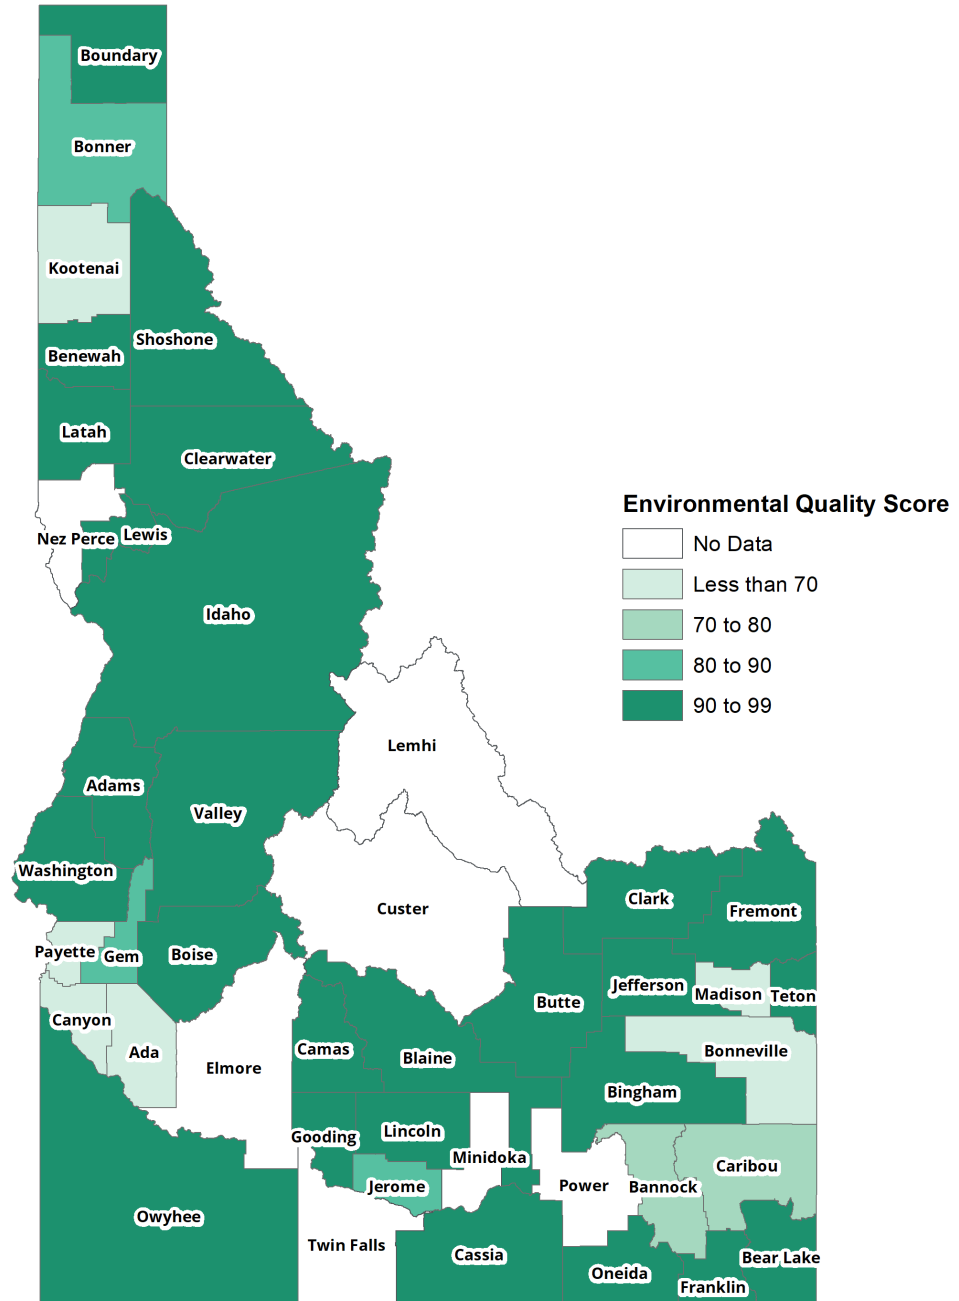 Boundary
Bonner
Kootenai
Shoshone
Benewah
Latah
Clearwater
Environmental Quality Score
No Data
Less than 70
70 to 80
80 to 90
90 to 99
Nez Perce
Lewis
Idaho
Lemhi
Adams
Valley
Washington
Custer
Clark
Fremont
Payette
Gem
Boise
Jefferson
Madison
Teton
Butte
Canyon
Ada
Camas
Blaine
Bonneville
Elmore
Bingham
Gooding
Lincoln
Minidoka
Caribou
Jerome
Power
Bannock
Owyhee
Twin Falls
Cassia
Bear Lake
Oneida
Franklin